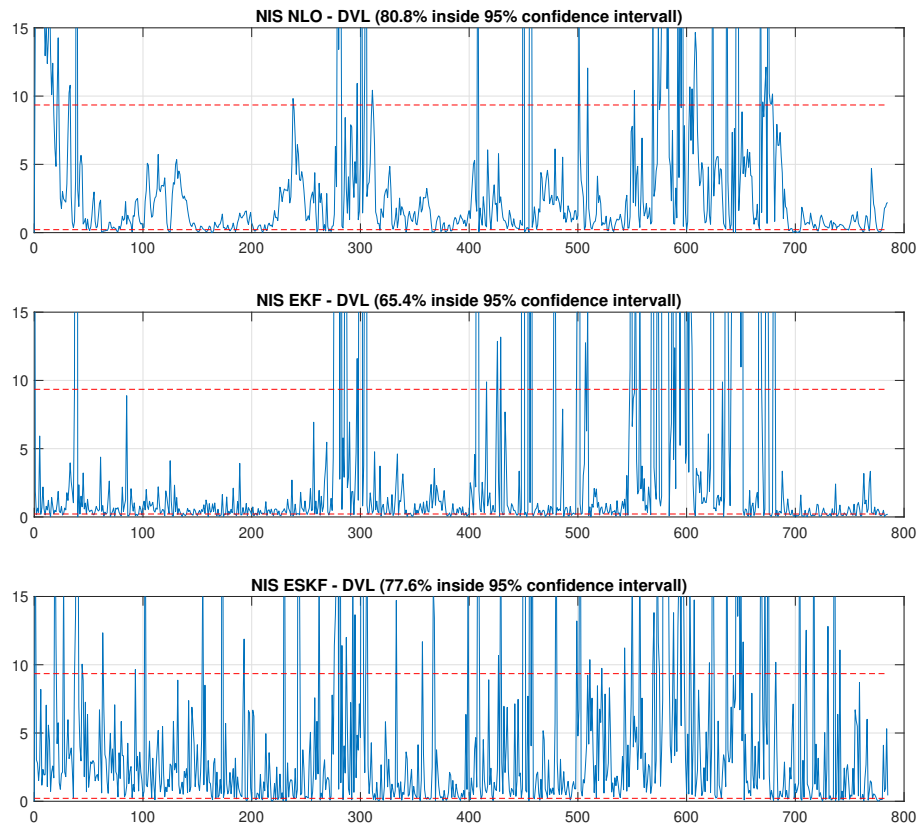 NIS NLO - DVL (80.8% inside 95% confidence intervall)
15
10
5
0
0 100 200 300 400 500 600 700 800
NIS EKF - DVL (65.4% inside 95% confidence intervall)
15
10
5
0
0 100 200 300 400 500 600 700 800
NIS ESKF - DVL (77.6% inside 95% confidence intervall)
15
10
5
0
0 100 200 300 400 500 600 700 800